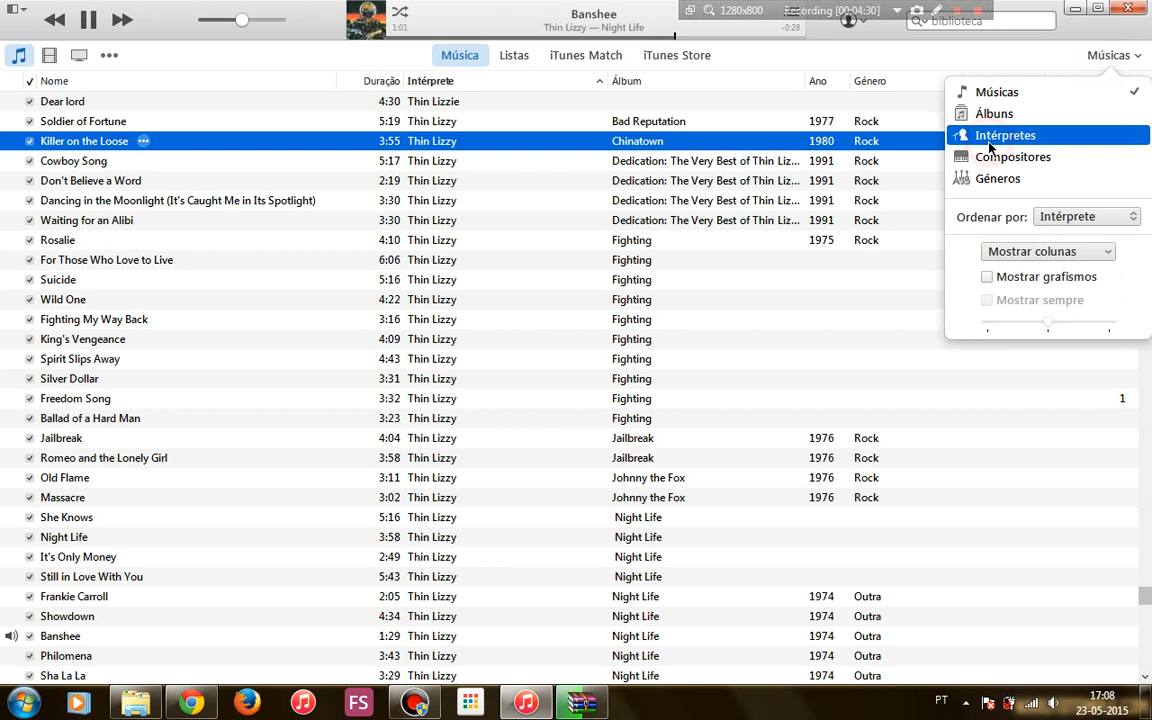 Banshee
Thin Lizzy — Night Life
1:01
-0:28
1280x800
Recording [00:04:30]
biblioteca
Música
Listas
iTunes Match
iTunes Store
Músicas
Nome Duração Intérprete Álbum Ano Género
Dear lord 4:30 Thin Lizzie
Soldier of Fortune 5:19 Thin Lizzy Bad Reputation 1977 Rock
Killer on the Loose 3:55 Thin Lizzy Chinatown 1980 Rock
Cowboy Song 5:17 Thin Lizzy Dedication: The Very Best of Thin Liz... 1991 Rock
Don't Believe a Word 2:19 Thin Lizzy Dedication: The Very Best of Thin Liz... 1991 Rock
Dancing in the Moonlight (It's Caught Me in Its Spotlight) 3:30 Thin Lizzy Dedication: The Very Best of Thin Liz... 1991 Rock
Waiting for an Alibi 3:30 Thin Lizzy Dedication: The Very Best of Thin Liz... 1991 Rock
Rosalie 4:10 Thin Lizzy Fighting 1975 Rock
For Those Who Love to Live 6:06 Thin Lizzy Fighting
Suicide 5:16 Thin Lizzy Fighting
Wild One 4:22 Thin Lizzy Fighting
Fighting My Way Back 3:16 Thin Lizzy Fighting
King's Vengeance 4:09 Thin Lizzy Fighting
Spirit Slips Away 4:43 Thin Lizzy Fighting
Silver Dollar 3:31 Thin Lizzy Fighting
Freedom Song 3:32 Thin Lizzy Fighting 1
Ballad of a Hard Man 3:23 Thin Lizzy Fighting
Jailbreak 4:04 Thin Lizzy Jailbreak 1976 Rock
Romeo and the Lonely Girl 3:58 Thin Lizzy Jailbreak 1976 Rock
Old Flame 3:11 Thin Lizzy Johnny the Fox 1976 Rock
Massacre 3:02 Thin Lizzy Johnny the Fox 1976 Rock
She Knows 5:16 Thin Lizzy Night Life
Night Life 3:58 Thin Lizzy Night Life
It's Only Money 2:49 Thin Lizzy Night Life
Still in Love With You 5:43 Thin Lizzy Night Life
Frankie Carroll 2:05 Thin Lizzy Night Life 1974 Outra
Showdown 4:34 Thin Lizzy Night Life 1974 Outra
Banshee 1:29 Thin Lizzy Night Life 1974 Outra
Philomena 3:43 Thin Lizzy Night Life 1974 Outra
Sha La La 3:29 Thin Lizzy Night Life 1974 Outra
Músicas
Álbuns
Intérpretes
Compositores
Géneros
Ordenar por: Intérprete
Mostrar colunas
Mostrar grafismos
Mostrar sempre
FS
PT
17:08
23-05-2015